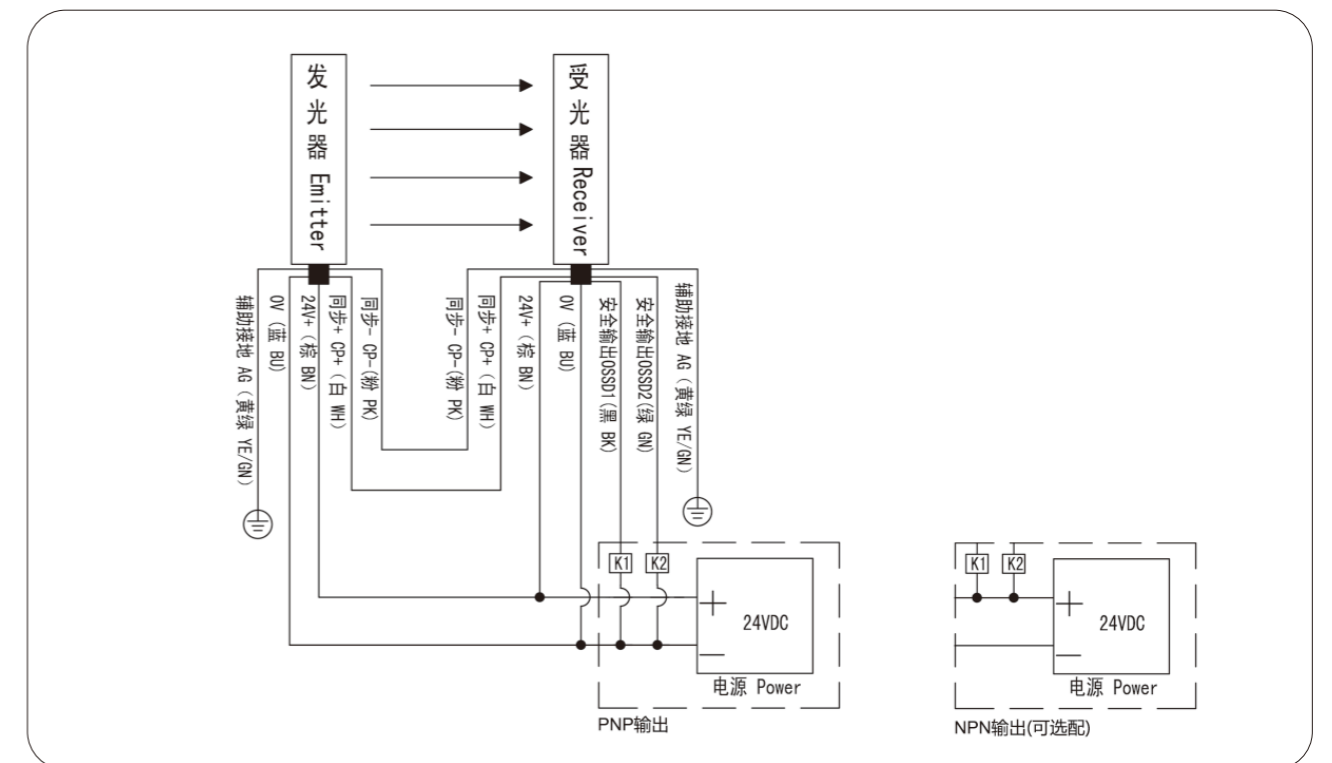 发光器 Emitter
受光器 Receiver
辅助接地 AG (黄绿 YE/GN)
0V (蓝 BU)
24V+ (棕 BN)
同步+ CP+ (白 WH)
同步- CP-(粉 PK)
同步- CP-(粉 PK)
同步+ CP+ (白 WH)
24V+ (棕 BN)
0V (蓝 BU)
安全输出OSSD1(黑 BK)
安全输出OSSD2(绿 GN)
辅助接地 AG (黄绿 YE/GN)
K1 K2
+
24VDC
—
电源 Power
PNP输出
K1 K2
+
24VDC
—
电源 Power
NPN输出(可选配)